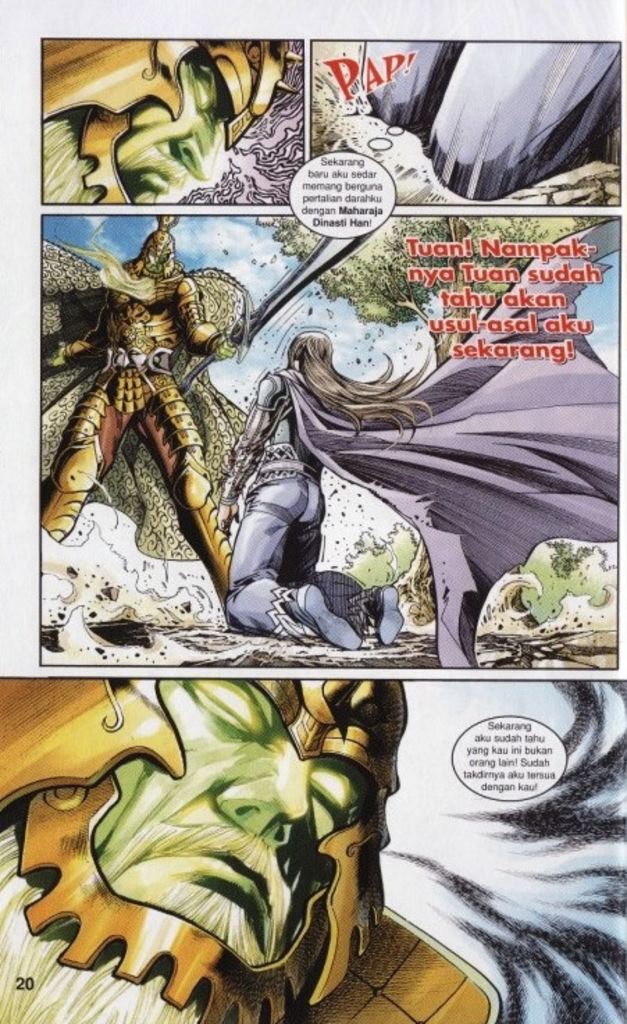 PAP!
Sekarang
baru aku sedar
memang berguna
pertalian darahku
dengan Maharaja
Dinasti Han!
Tuan! Nampak-
nya Tuan sudah
tahu akan
usul-asal aku
sekarang!
Sekarang
aku sudah tahu
yang kau ini bukan
orang lain! Sudah
takdirnya aku tersua
dengan kau!
20